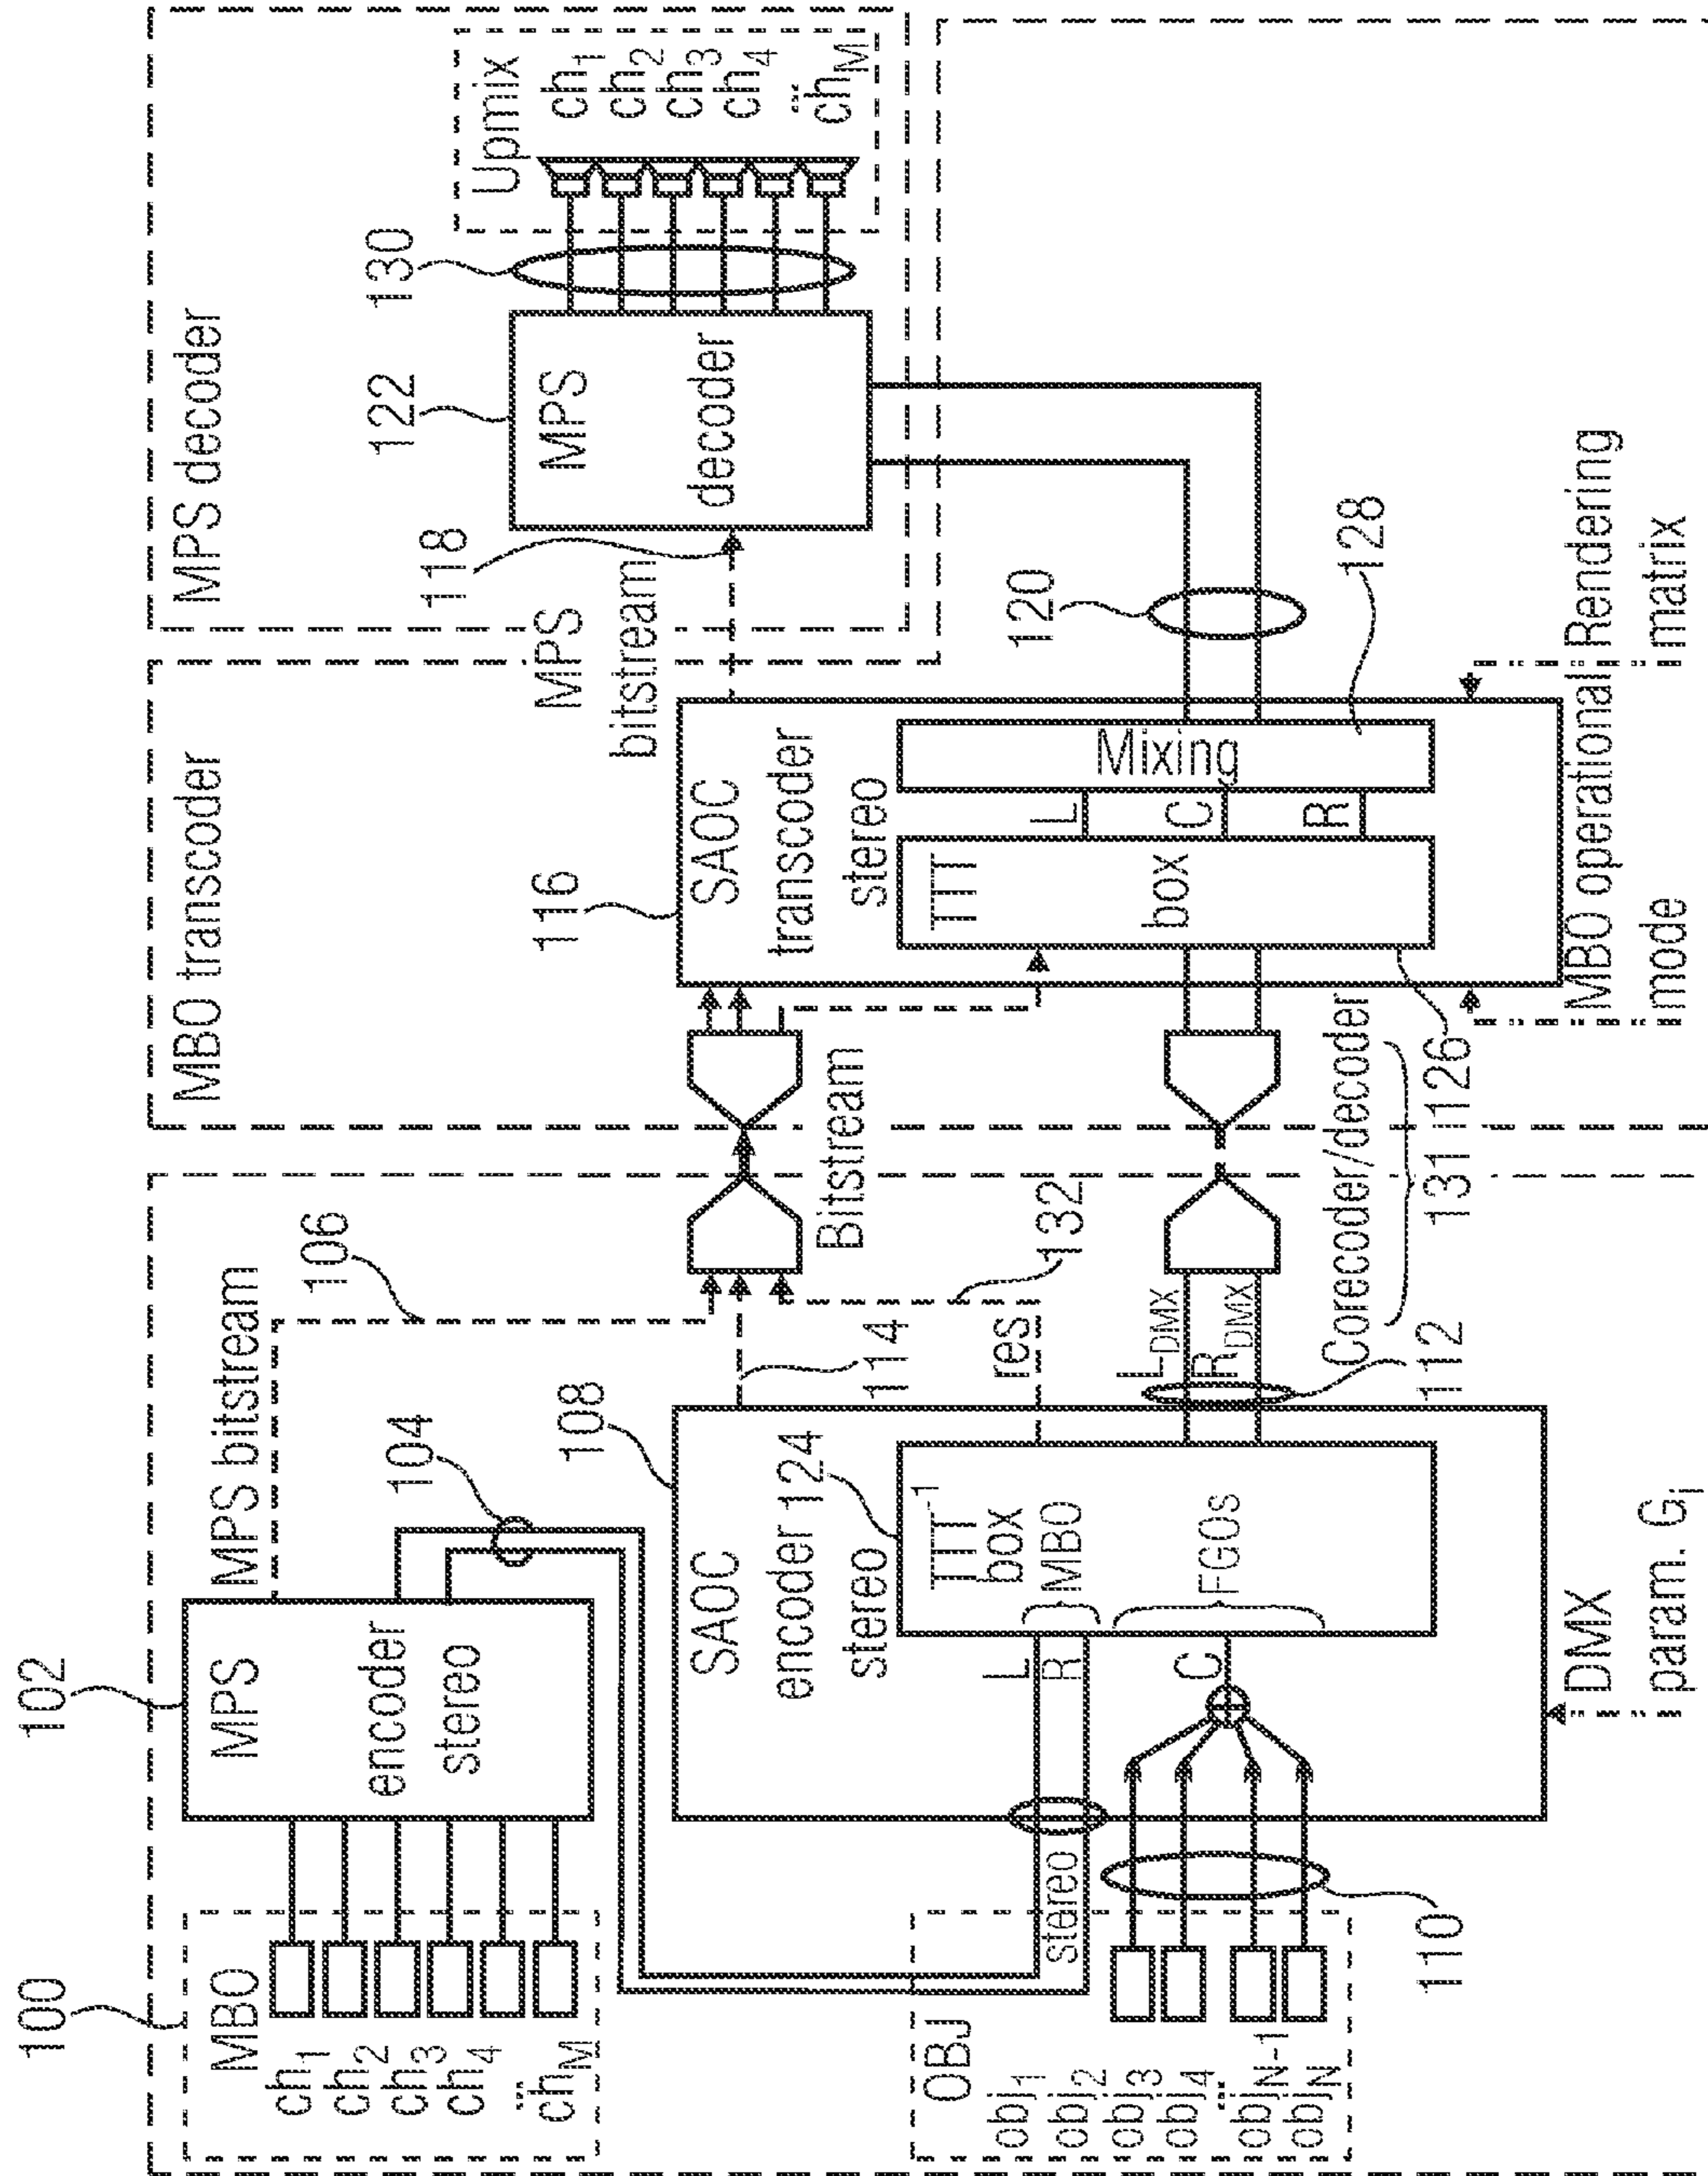 100
102
MBO
ch1
ch2
ch3
ch4
...
chM
MPS
encoder
stereo
MPS bitstream
106
104
108
OBJ
obj1
obj2
obj3
obj4
...
objN-1
objN
stereo
110
SAOC
encoder
stereo
124
L
R
C
TTT-1
box
MBO
FGOs
DMX
param. Gi
114
res
132
LDMX
RDMX
112
Bitstream
Corecoder/decoder
131
126
MBO transcoder
116
SAOC
transcoder
stereo
TTT
box
L
C
R
Mixing
MBO operational
mode
Rendering
matrix
128
120
MPS
bitstream
118
MPS decoder
122
MPS
decoder
130
Upmix
ch1
ch2
ch3
ch4
...
chM